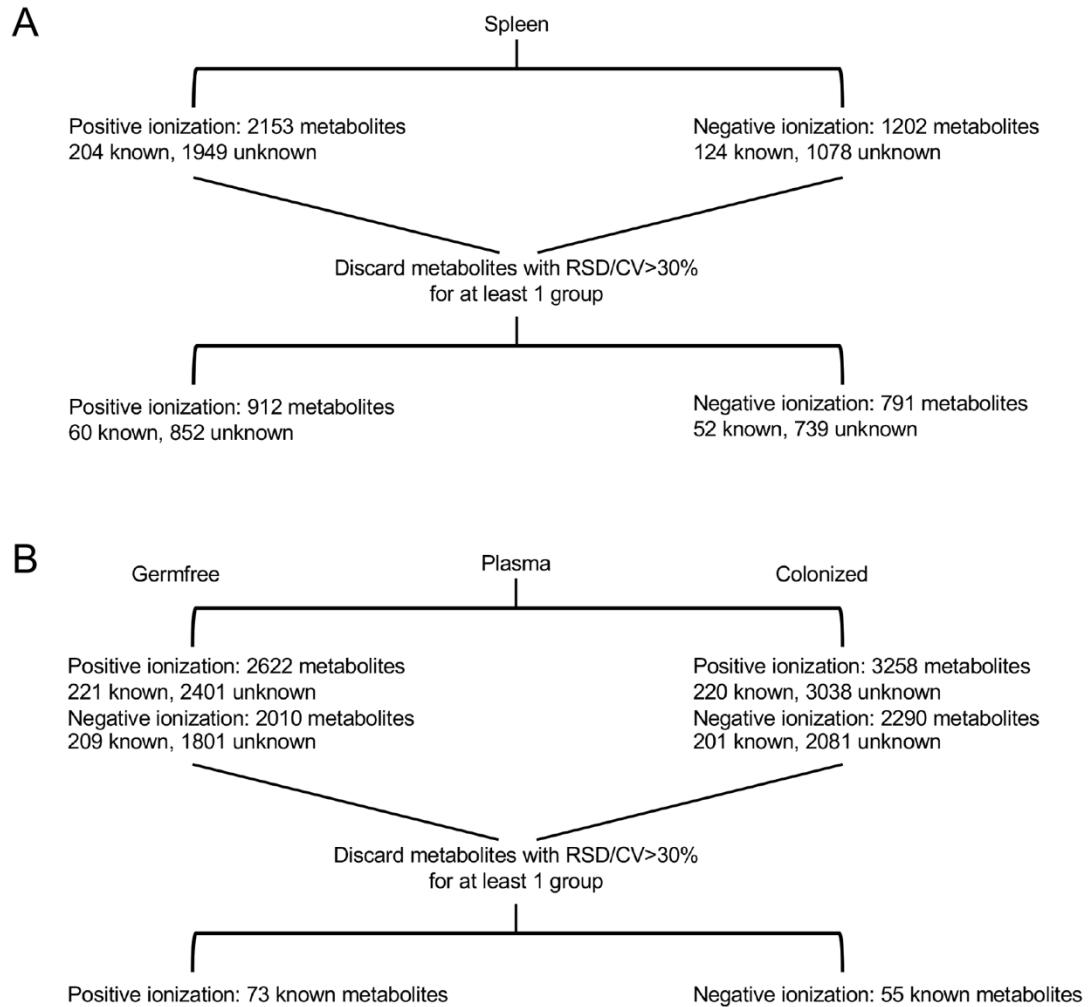 A
Spleen
Positive ionization: 2153 metabolites
204 known, 1949 unknown
Negative ionization: 1202 metabolites
124 known, 1078 unknown
Discard metabolites with RSD/CV>30%
for at least 1 group
Positive ionization: 912 metabolites
60 known, 852 unknown
Negative ionization: 791 metabolites
52 known, 739 unknown
B
Germfree
Plasma
Colonized
Positive ionization: 2622 metabolites
221 known, 2401 unknown
Negative ionization: 2010 metabolites
209 known, 1801 unknown
Positive ionization: 3258 metabolites
220 known, 3038 unknown
Negative ionization: 2290 metabolites
201 known, 2081 unknown
Discard metabolites with RSD/CV>30%
for at least 1 group
Positive ionization: 73 known metabolites
Negative ionization: 55 known metabolites